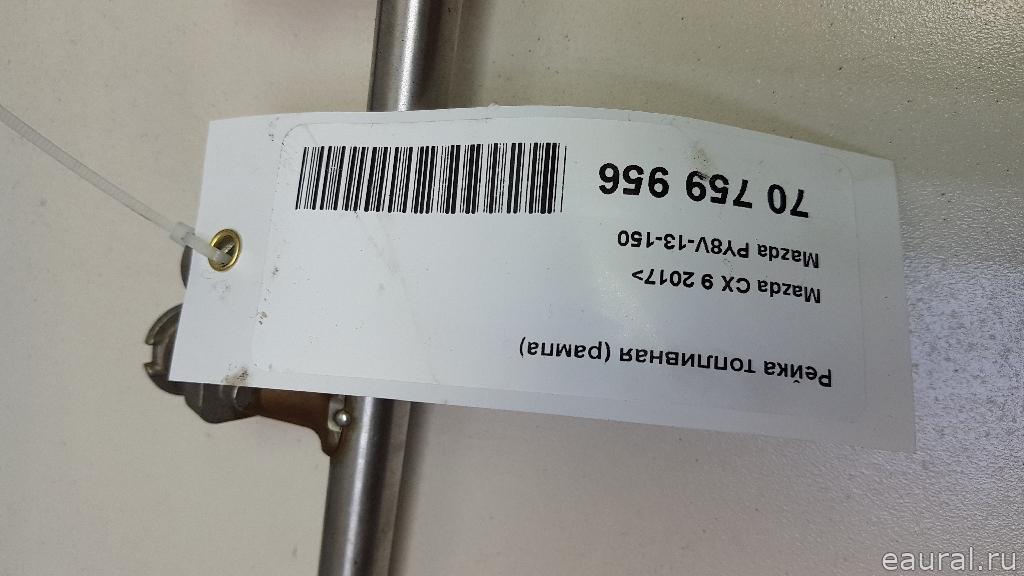 Рейка топливная (рампа)
Mazda CX 9 2017>
Mazda PY8V-13-150
70 759 956
eaural.ru